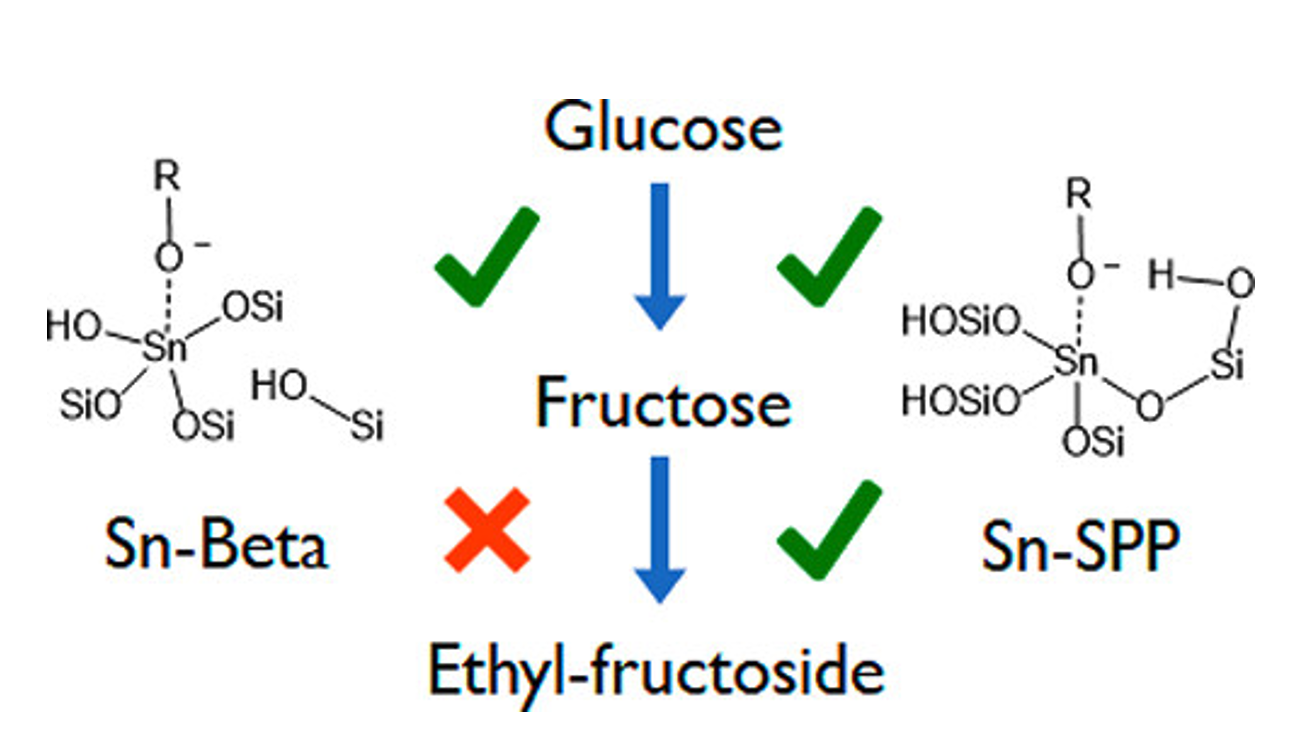 Glucose
R
O −
HO
OSi
Sn
SiO
OSi
HO
Si
Sn-Beta
Fructose
Ethyl-fructoside
R
O −
H
O
HOSiO
Sn
Si
HOSiO
O
OSi
Sn-SPP